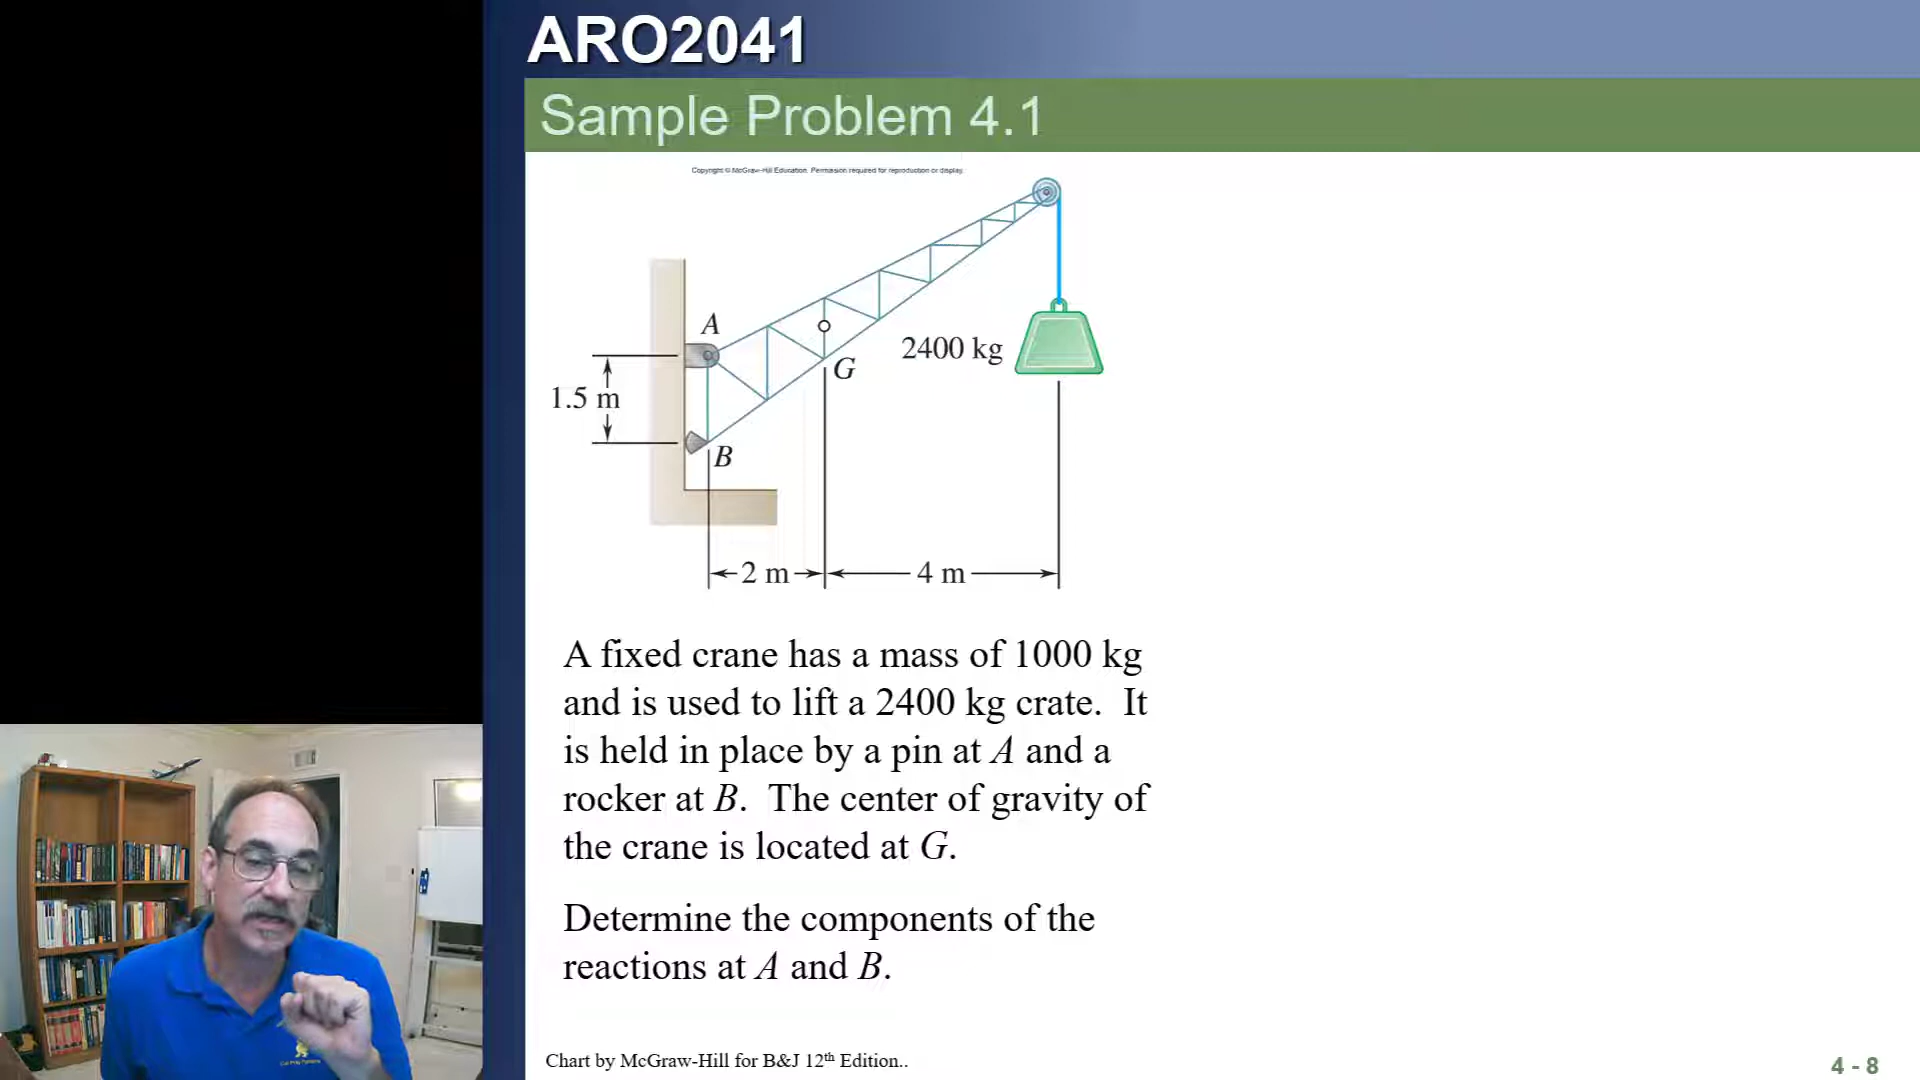 ARO2041
Sample Problem 4.1
Copyright © McGraw-Hill Education. Permission required for reproduction or display.
A
2400 kg
G
1.5 m
B
2 m
4 m
A fixed crane has a mass of 1000 kg
and is used to lift a 2400 kg crate. It
is held in place by a pin at A and a
rocker at B. The center of gravity of
the crane is located at G.
Determine the components of the
reactions at A and B.
Chart by McGraw-Hill for B&J 12th Edition..
4 - 8